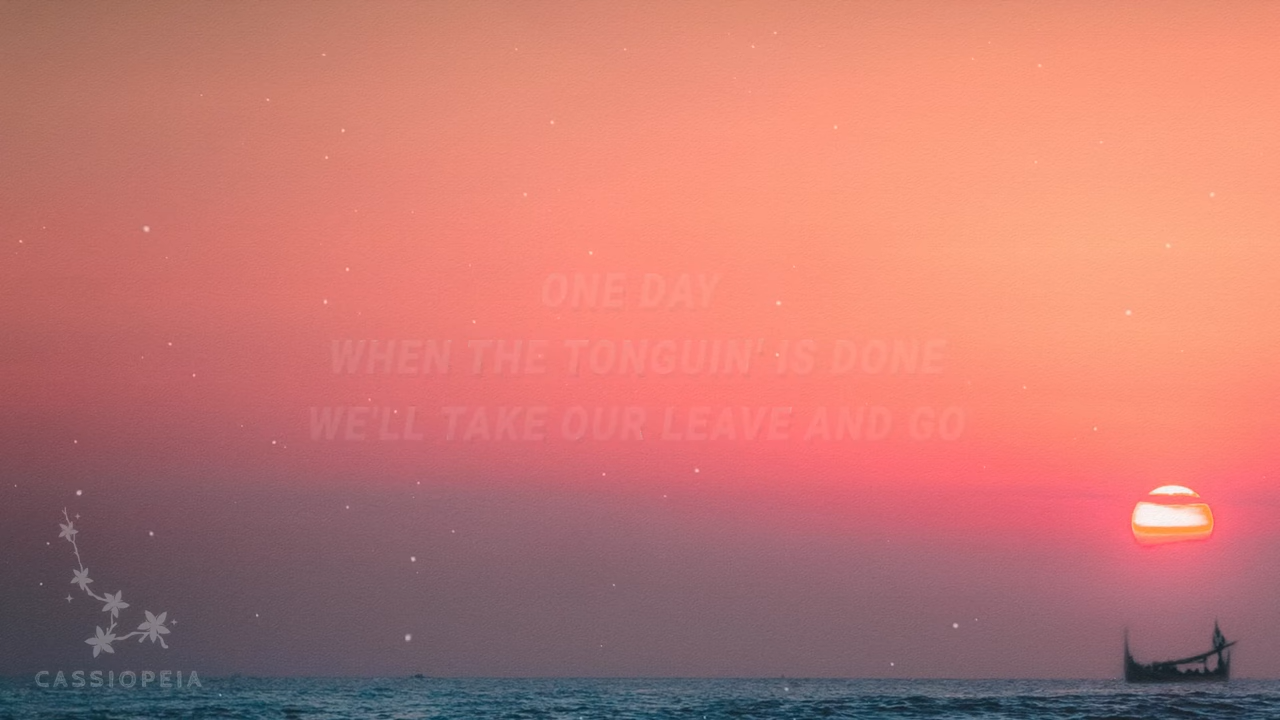 ONE DAY
WHEN THE TONGUIN' IS DONE
WE'LL TAKE OUR LEAVE AND GO
CASSIOPEIA